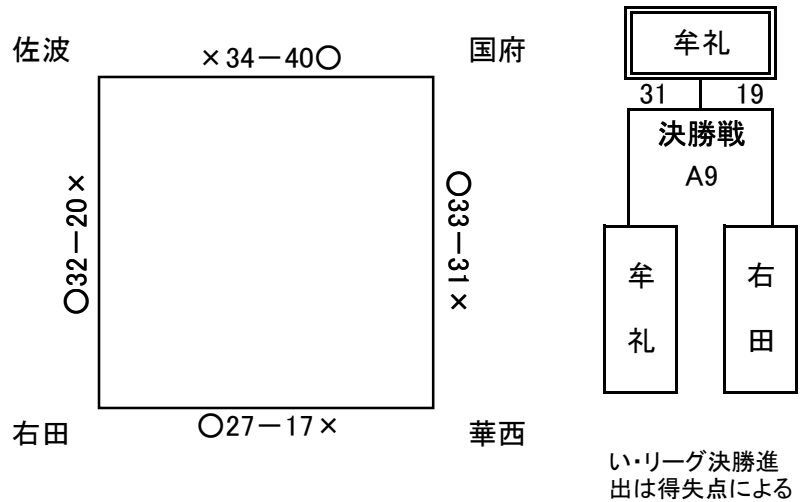 佐波
×34－40○
国府
○32－20×
○33－31×
右田
○27－17×
華西
牟礼
31 19
決勝戦
A9
牟礼
右田
い・リーグ決勝進
出は得失点による